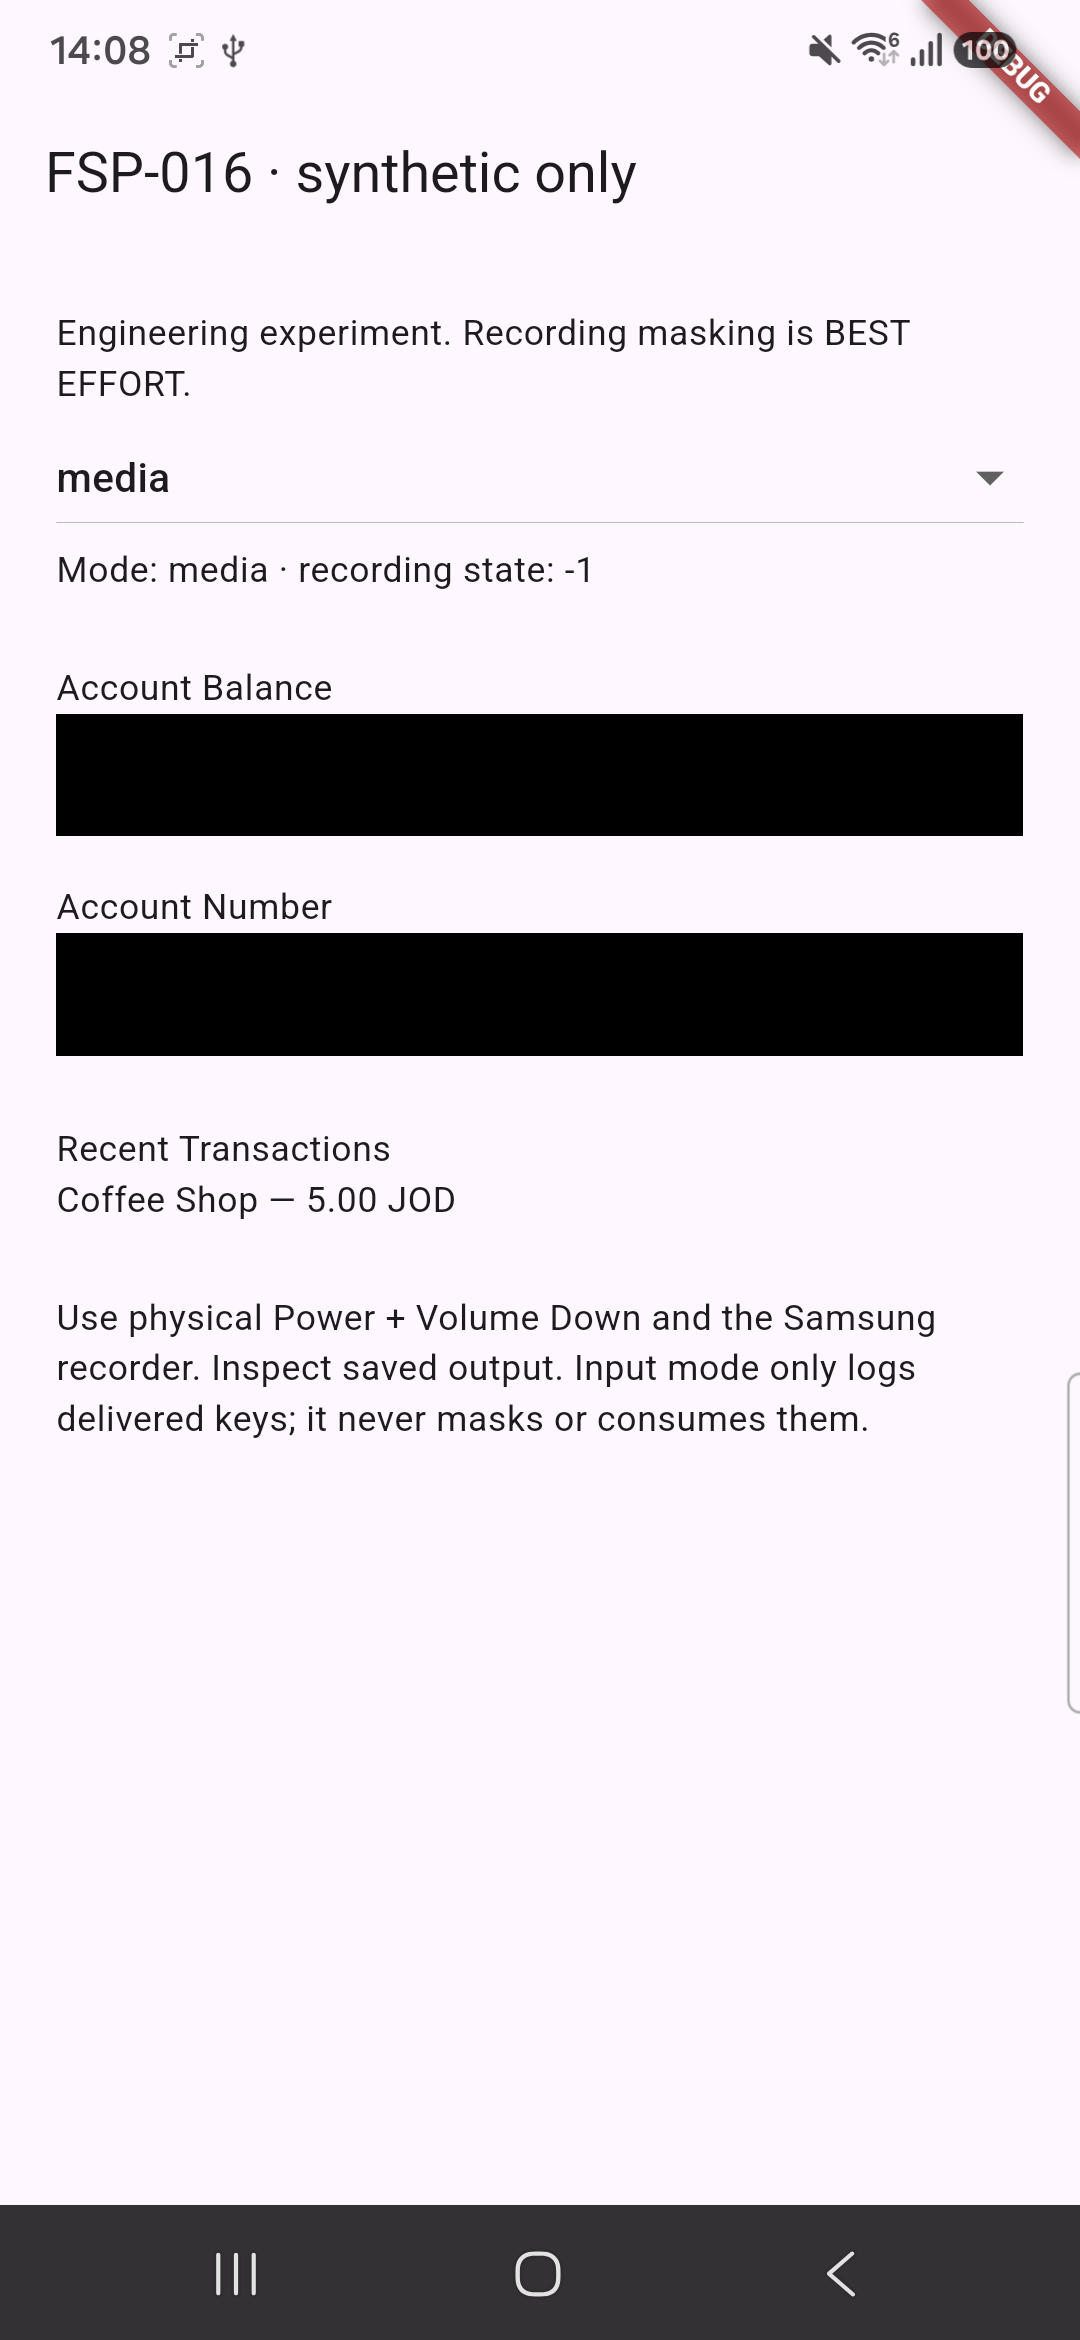 14:08
6
100
BUG
FSP-016 · synthetic only
Engineering experiment. Recording masking is BEST
EFFORT.
media
Mode: media · recording state: -1
Account Balance
Account Number
Recent Transactions
Coffee Shop — 5.00 JOD
Use physical Power + Volume Down and the Samsung
recorder. Inspect saved output. Input mode only logs
delivered keys; it never masks or consumes them.